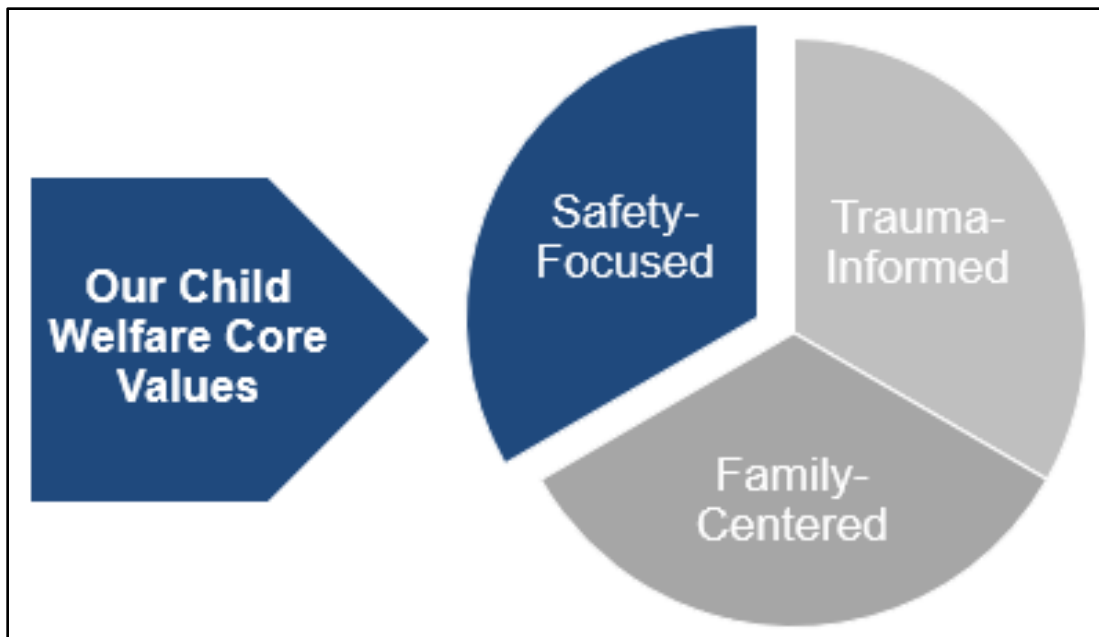 Our Child
Welfare Core
Values
Safety-
Focused
Trauma-
Informed
Family-
Centered